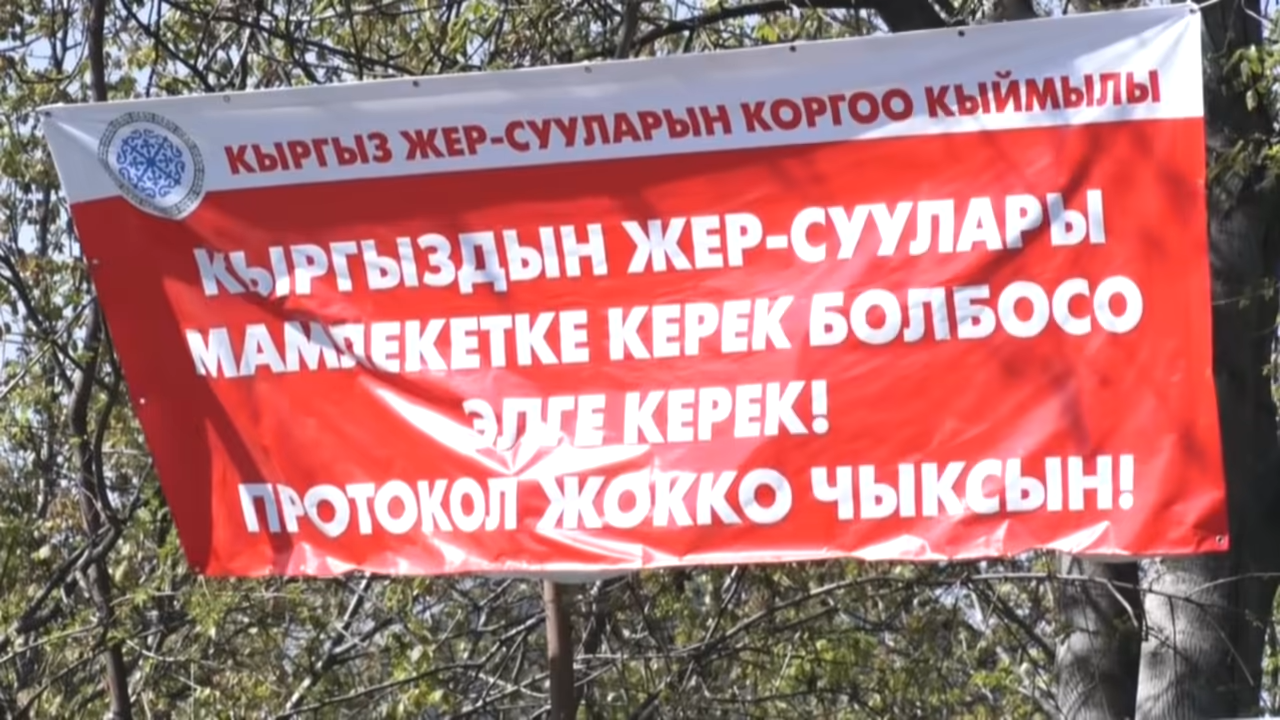 КЫРГЫЗ ЖЕР-СУУЛАРЫН КОРГОО КЫЙМЫЛЫ
КЫРГЫЗДЫН ЖЕР-СУУЛАРЫ
МАМЛЕКЕТКЕ КЕРЕК БОЛБОСО
ЭЛГЕ КЕРЕК!
ПРОТОКОЛ ЖОККО ЧЫКСЫН!